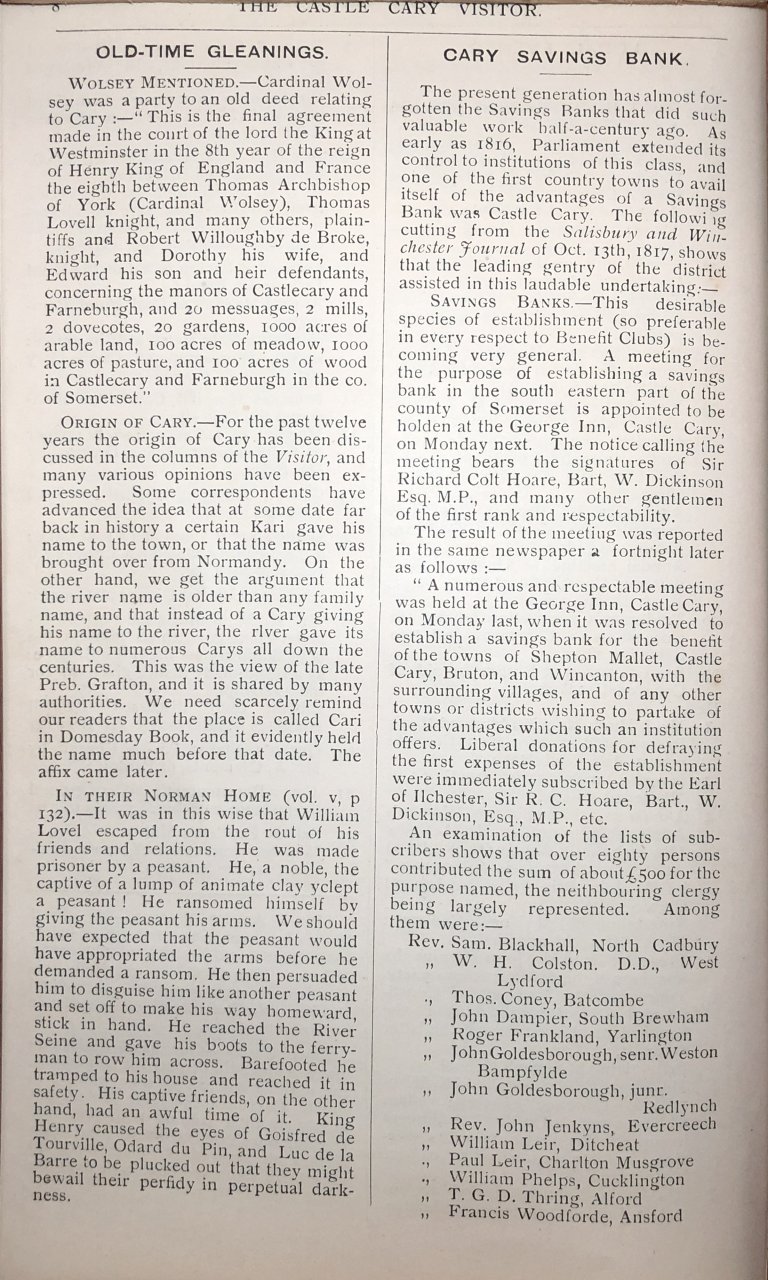 8 THE CASTLE CARY VISITOR.
OLD-TIME GLEANINGS.
WOLSEY MENTIONED.—Cardinal Wol-
sey was a party to an old deed relating
to Cary :—“ This is the final agreement
made in the court of the lord the King at
Westminster in the 8th year of the reign
of Henry King of England and France
the eighth between Thomas Archbishop
of York (Cardinal Wolsey), Thomas
Lovell knight, and many others, plain-
tiffs and Robert Willoughby de Broke,
knight, and Dorothy his wife, and
Edward his son and heir defendants,
concerning the manors of Castlecary and
Farneburgh, and 20 messuages, 2 mills,
2 dovecotes, 20 gardens, 1000 acres of
arable land, 100 acres of meadow, 1000
acres of pasture, and 100 acres of wood
in Castlecary and Farneburgh in the co.
of Somerset.”
ORIGIN OF CARY.—For the past twelve
years the origin of Cary has been dis-
cussed in the columns of the Visitor, and
many various opinions have been ex-
pressed. Some correspondents have
advanced the idea that at some date far
back in history a certain Kari gave his
name to the town, or that the name was
brought over from Normandy. On the
other hand, we get the argument that
the river name is older than any family
name, and that instead of a Cary giving
his name to the river, the rlver gave its
name to numerous Carys all down the
centuries. This was the view of the late
Preb. Grafton, and it is shared by many
authorities. We need scarcely remind
our readers that the place is called Cari
in Domesday Book, and it evidently held
the name much before that date. The
affix came later.
IN THEIR NORMAN HOME (vol. v, p
132).—It was in this wise that William
Lovel escaped from the rout of his
friends and relations. He was made
prisoner by a peasant. He, a noble, the
captive of a lump of animate clay yclept
a peasant ! He ransomed himself by
giving the peasant his arms. We should
have expected that the peasant would
have appropriated the arms before he
demanded a ransom. He then persuaded
him to disguise him like another peasant
and set off to make his way homeward,
stick in hand. He reached the River
Seine and gave his boots to the ferry-
man to row him across. Barefooted he
tramped to his house and reached it in
safety. His captive friends, on the other
hand, had an awful time of it. King
Henry caused the eyes of Goisfred de
Tourville, Odard du Pin, and Luc de la
Barre to be plucked out that they might
bewail their perfidy in perpetual dark-
ness.
CARY SAVINGS BANK.
The present generation has almost for-
gotten the Savings Banks that did such
valuable work half-a-century ago. As
early as 1816, Parliament extended its
control to institutions of this class, and
one of the first country towns to avail
itself of the advantages of a Savings
Bank was Castle Cary. The following
cutting from the Salisbury and Win-
chester Journal of Oct. 13th, 1817, shows
that the leading gentry of the district
assisted in this laudable undertaking:—
SAVINGS BANKS.—This desirable
species of establishment (so preferable
in every respect to Benefit Clubs) is be-
coming very general. A meeting for
the purpose of establishing a savings
bank in the south eastern part of the
county of Somerset is appointed to be
holden at the George Inn, Castle Cary,
on Monday next. The notice calling the
meeting bears the signatures of Sir
Richard Colt Hoare, Bart, W. Dickinson
Esq. M.P., and many other gentlemen
of the first rank and respectability.
The result of the meeting was reported
in the same newspaper a fortnight later
as follows :—
“ A numerous and respectable meeting
was held at the George Inn, Castle Cary,
on Monday last, when it was resolved to
establish a savings bank for the benefit
of the towns of Shepton Mallet, Castle
Cary, Bruton, and Wincanton, with the
surrounding villages, and of any other
towns or districts wishing to partake of
the advantages which such an institution
offers. Liberal donations for defraying
the first expenses of the establishment
were immediately subscribed by the Earl
of Ilchester, Sir R. C. Hoare, Bart., W.
Dickinson, Esq., M.P., etc.
An examination of the lists of sub-
cribers shows that over eighty persons
contributed the sum of about £500 for the
purpose named, the neithbouring clergy
being largely represented. Among
them were:—
Rev. Sam. Blackhall, North Cadbury
„ W. H. Colston. D.D., West
Lydford
„ Thos. Coney, Batcombe
„ John Dampier, South Brewham
„ Roger Frankland, Yarlington
„ John Goldesborough, senr. Weston
Bampfylde
„ John Goldesborough, junr.
Redlynch
„ Rev. John Jenkyns, Evercreech
„ William Leir, Ditcheat
„ Paul Leir, Charlton Musgrove
„ William Phelps, Cucklington
„ T. G. D. Thring, Alford
„ Francis Woodforde, Ansford